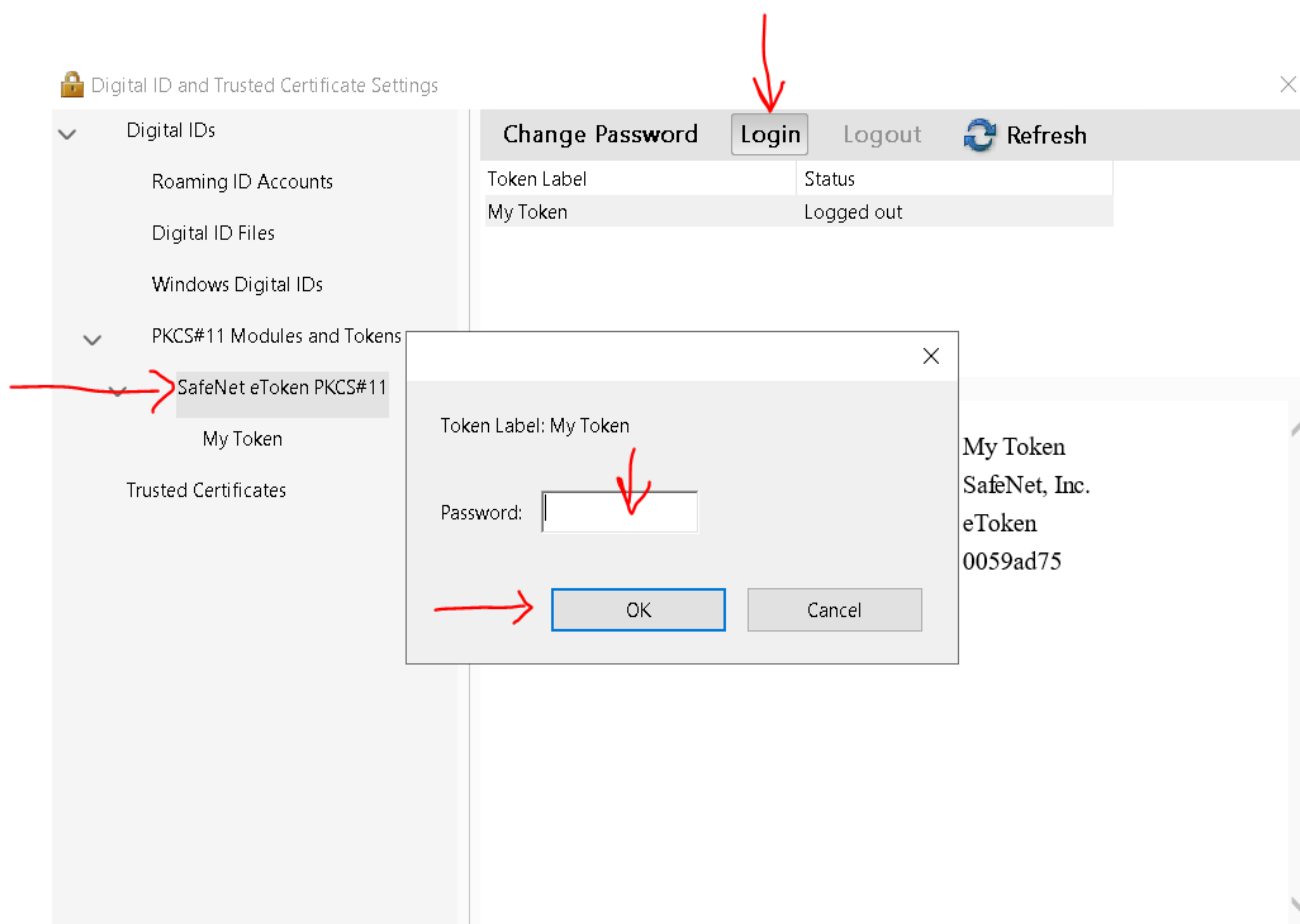 Digital ID and Trusted Certificate Settings
Digital IDs
Roaming ID Accounts
Digital ID Files
Windows Digital IDs
PKCS#11 Modules and Tokens
SafeNet eToken PKCS#11
My Token
Trusted Certificates
Change Password Login Logout Refresh
Token Label Status
My Token Logged out
Token Label: My Token
Password:
OK Cancel
My Token
SafeNet, Inc.
eToken
0059ad75